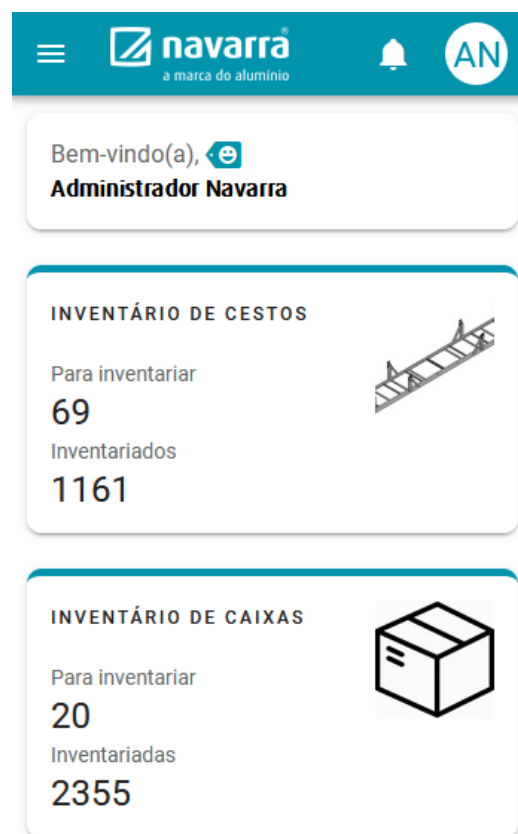 navarra
a marca do alumínio
AN
Bem-vindo(a),
Administrador Navarra
INVENTÁRIO DE CESTOS
Para inventariar
69
Inventariados
1161
INVENTÁRIO DE CAIXAS
Para inventariar
20
Inventariadas
2355